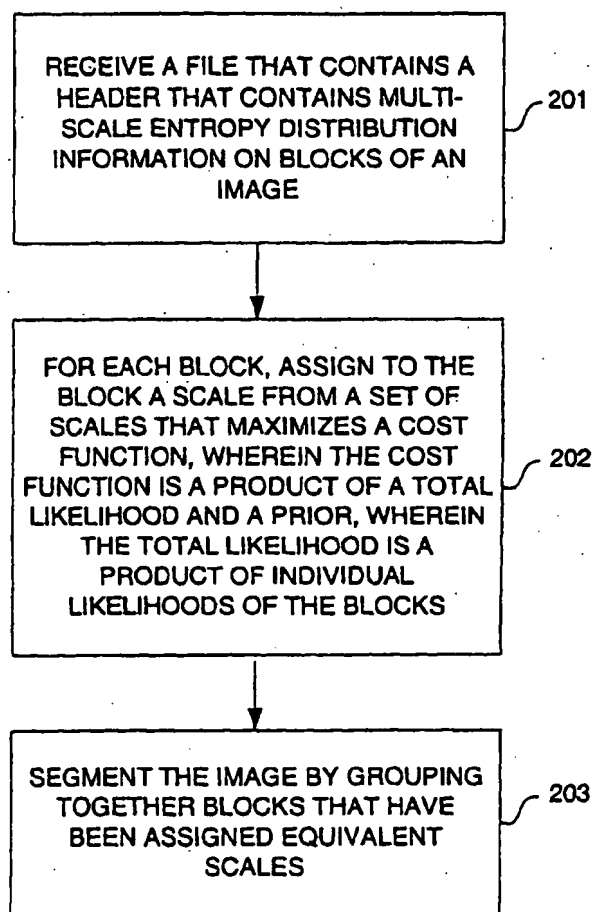 RECEIVE A FILE THAT CONTAINS A
HEADER THAT CONTAINS MULTI-
SCALE ENTROPY DISTRIBUTION
INFORMATION ON BLOCKS OF AN
IMAGE
201
FOR EACH BLOCK, ASSIGN TO THE
BLOCK A SCALE FROM A SET OF
SCALES THAT MAXIMIZES A COST
FUNCTION, WHEREIN THE COST
FUNCTION IS A PRODUCT OF A TOTAL
LIKELIHOOD AND A PRIOR, WHEREIN
THE TOTAL LIKELIHOOD IS A
PRODUCT OF INDIVIDUAL
LIKELIHOODS OF THE BLOCKS
202
SEGMENT THE IMAGE BY GROUPING
TOGETHER BLOCKS THAT HAVE
BEEN ASSIGNED EQUIVALENT
SCALES
203